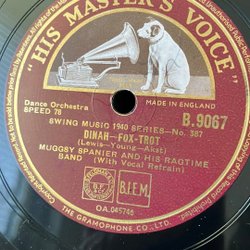 "HIS MASTER'S VOICE"
MADE IN ENGLAND
Dance Orchestra
SPEED 78
B.9067
SWING MUSIC 1940 SERIES—No. 387
DINAH—FOX-TROT
(Lewis—Young—Akst)
MUGGSY SPANIER AND HIS RAGTIME
BAND (With Vocal Refrain)
B.I.E.M.
OA.045746
THE GRAMOPHONE CO. LTD.